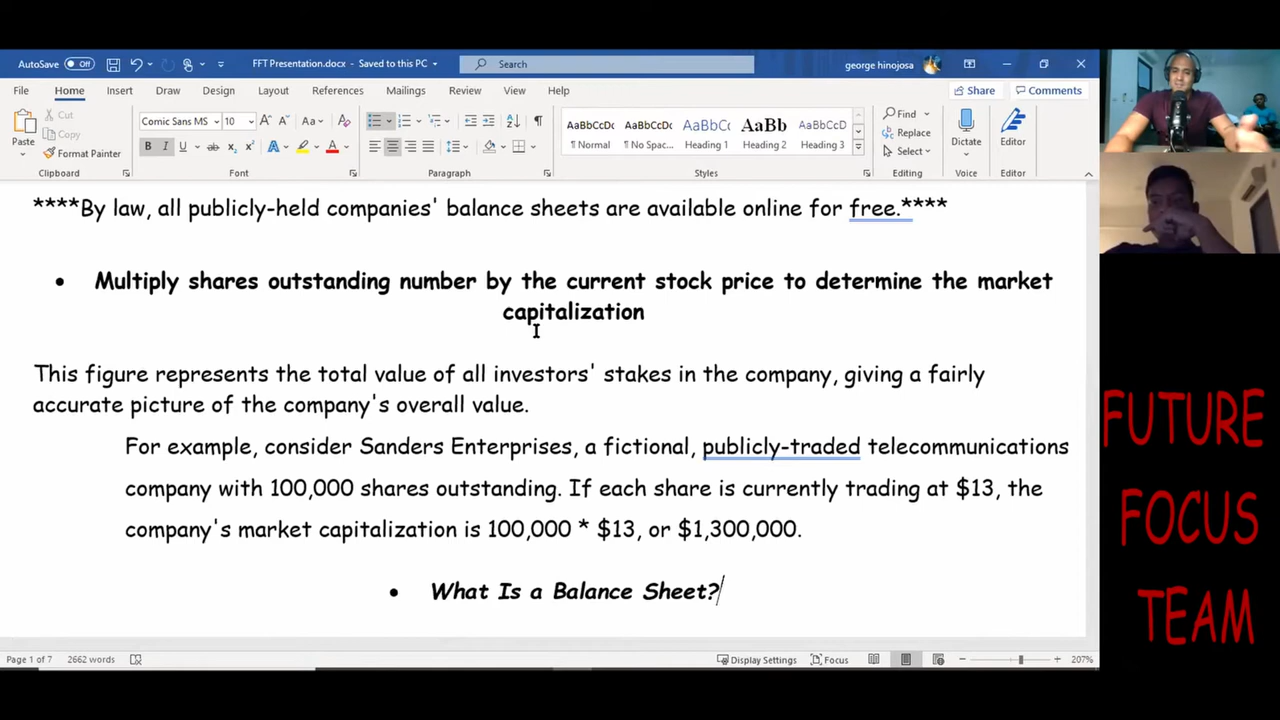 AutoSave Off FFT Presentation.docx - Saved to this PC Search george hinojosa
File Home Insert Draw Design Layout References Mailings Review View Help Share Comments
Cut Comic Sans MS 10 A A Aa A AaBbCcDc AaBbCcDc AaBbC AaBb AaBbCcD Find
Copy Replace
Paste Format Painter B I U ab x₂ x² A A ¶ Normal ¶ No Spac... Heading 1 Heading 2 Heading 3 Select Dictate Editor
Clipboard Font Paragraph Styles Editing Voice Editor
****By law, all publicly-held companies' balance sheets are available online for free.****
• Multiply shares outstanding number by the current stock price to determine the market
capitalization
This figure represents the total value of all investors' stakes in the company, giving a fairly
accurate picture of the company's overall value.
For example, consider Sanders Enterprises, a fictional, publicly-traded telecommunications
company with 100,000 shares outstanding. If each share is currently trading at $13, the
company's market capitalization is 100,000 * $13, or $1,300,000.
• What Is a Balance Sheet?
Page 1 of 7 2662 words Display Settings Focus 207%
FUTURE
FOCUS
TEAM